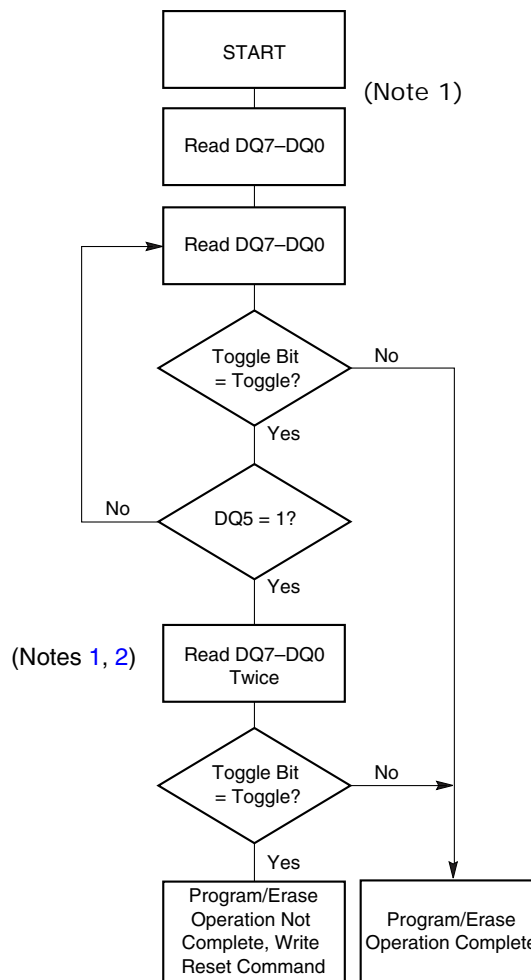 START
(Note 1)
Read DQ7–DQ0
Read DQ7–DQ0
Toggle Bit
= Toggle?
No
Yes
No
DQ5 = 1?
Yes
(Notes 1, 2)
Read DQ7–DQ0
Twice
Toggle Bit
= Toggle?
No
Yes
Program/Erase
Operation Not
Complete, Write
Reset Command
Program/Erase
Operation Complete